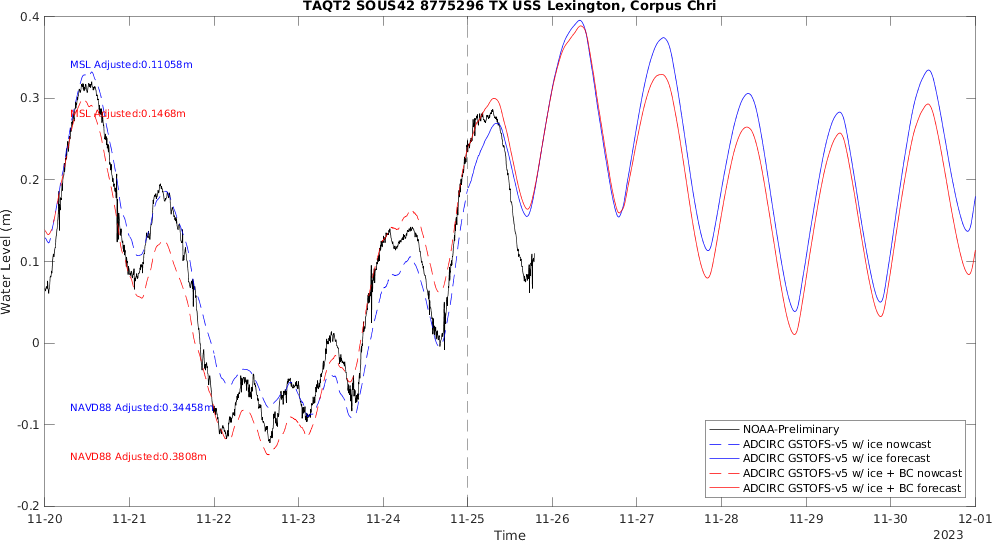 TAQT2 SOUS42 8775296 TX USS Lexington, Corpus Chri
0.4
MSL Adjusted:0.11058m
0.3
MSL Adjusted:0.1468m
0.2
0.1
Water Level (m)
0
NAVD88 Adjusted:0.34458m
-0.1
NAVD88 Adjusted:0.3808m
-0.2
NOAA-Preliminary
ADCIRC GSTOFS-v5 w/ ice nowcast
ADCIRC GSTOFS-v5 w/ ice forecast
ADCIRC GSTOFS-v5 w/ ice + BC nowcast
ADCIRC GSTOFS-v5 w/ ice + BC forecast
11-20 11-21 11-22 11-23 11-24 11-25 11-26 11-27 11-28 11-29 11-30 12-01
Time
2023